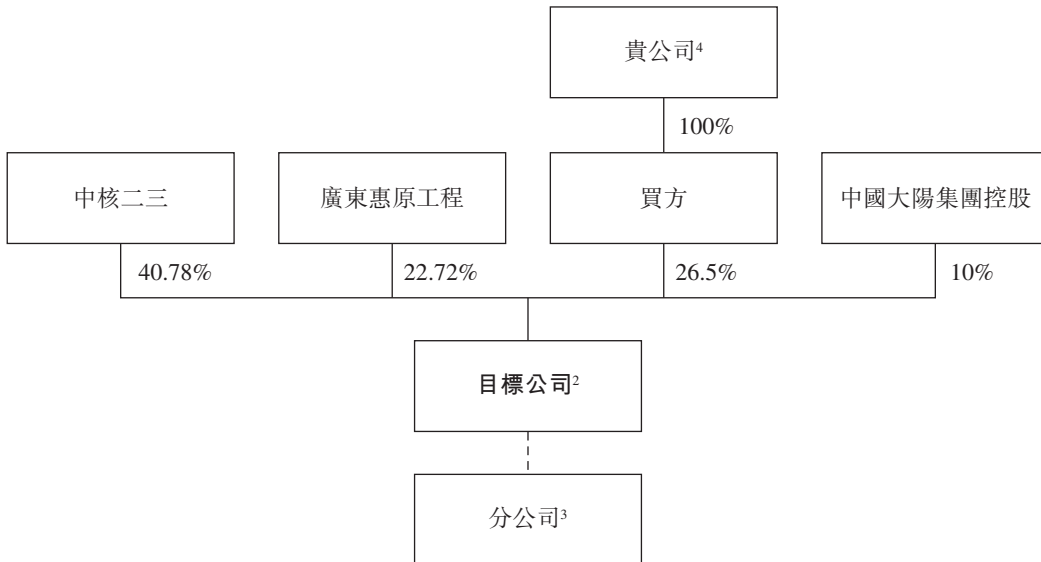 貴公司⁴
100%
中核二三
廣東惠原工程
買方
中國大陽集團控股
40.78%
22.72%
26.5%
10%
目標公司²
分公司³